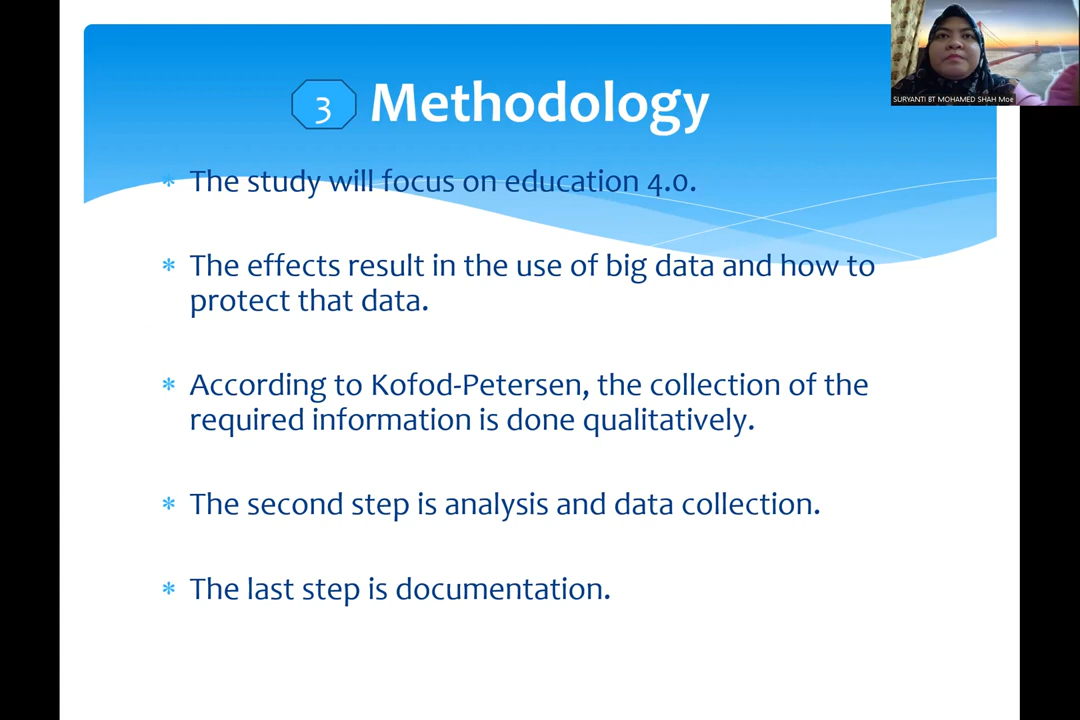 SURYANTI BT MOHAMED SHAH Moe
3 Methodology
* The study will focus on education 4.0.
* The effects result in the use of big data and how to
protect that data.
* According to Kofod-Petersen, the collection of the
required information is done qualitatively.
* The second step is analysis and data collection.
* The last step is documentation.